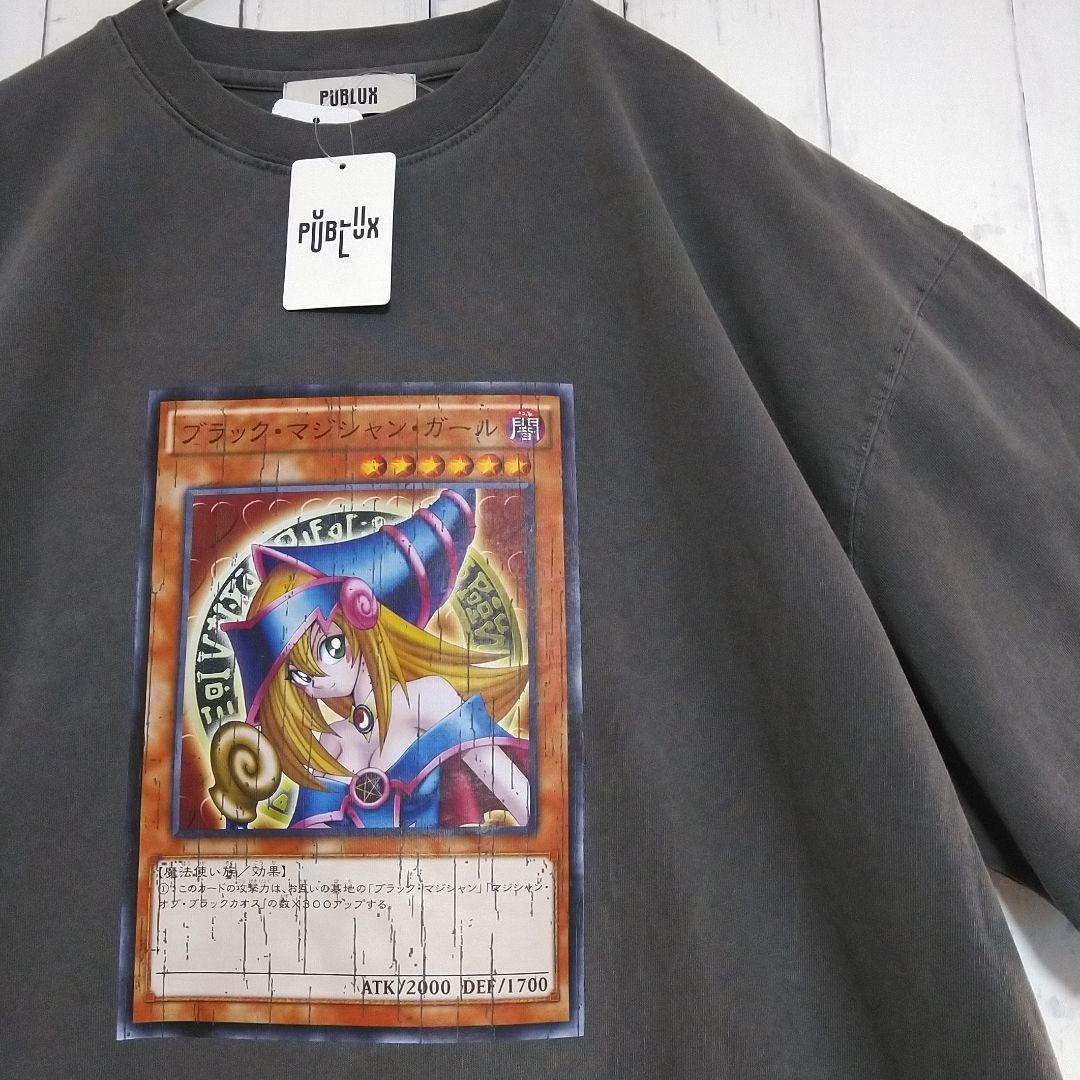 PUBLUX
PUBLUX
ブラック・マジシャン・ガール
闇
【魔法使い族/効果】
①:このカードの攻撃力は、お互いの墓地の「ブラック・マジシャン」「マジシャン・
オブ・ブラックカオス」の数×300アップする。
ATK/2000 DEF/1700